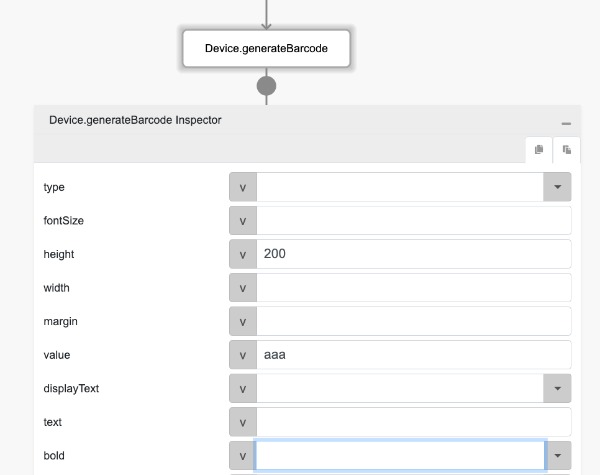 Device.generateBarcode
Device.generateBarcode Inspector
type v
fontSize v
height v 200
width v
margin v
value v aaa
displayText v
text v
bold v